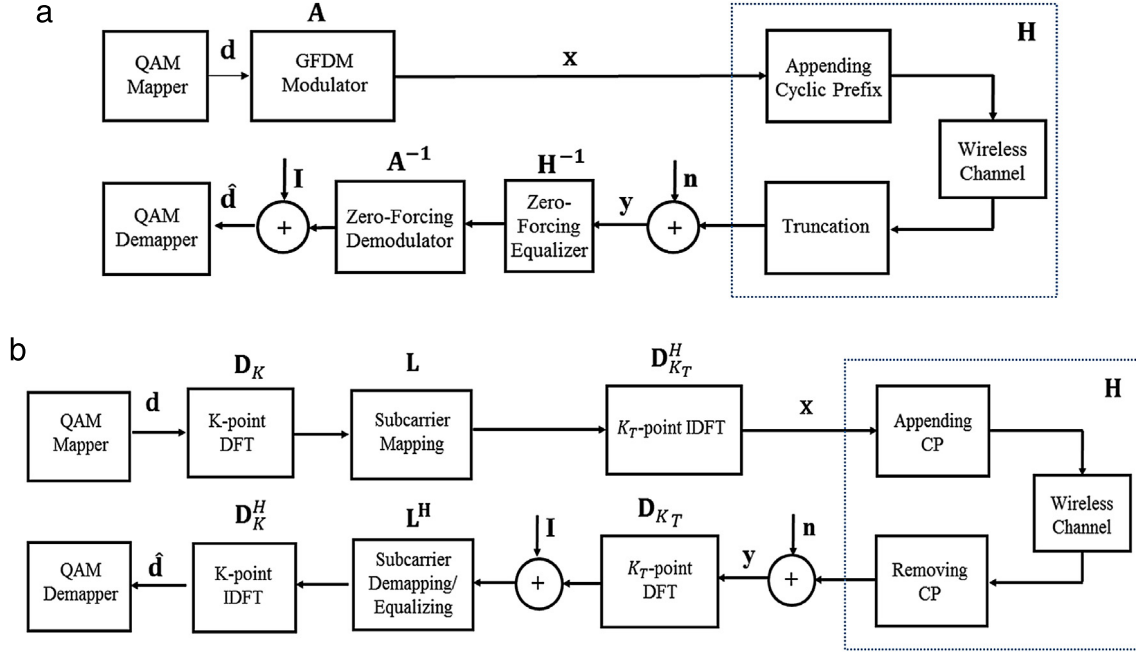 a
A
H
QAM
Mapper
d
GFDM
Modulator
x
Appending
Cyclic Prefix
Wireless
Channel
A⁻¹
H⁻¹
QAM
Demapper
d̂
+
I
Zero-Forcing
Demodulator
Zero-
Forcing
Equalizer
y
+
n
Truncation
b
D_K
L
D_{K_T}^H
H
QAM
Mapper
d
K-point
DFT
Subcarrier
Mapping
K_T-point IDFT
x
Appending
CP
Wireless
Channel
D_K^H
L^H
D_{K_T}
QAM
Demapper
d̂
K-point
IDFT
Subcarrier
Demapping/
Equalizing
+
I
K_T-point
DFT
y
+
n
Removing
CP